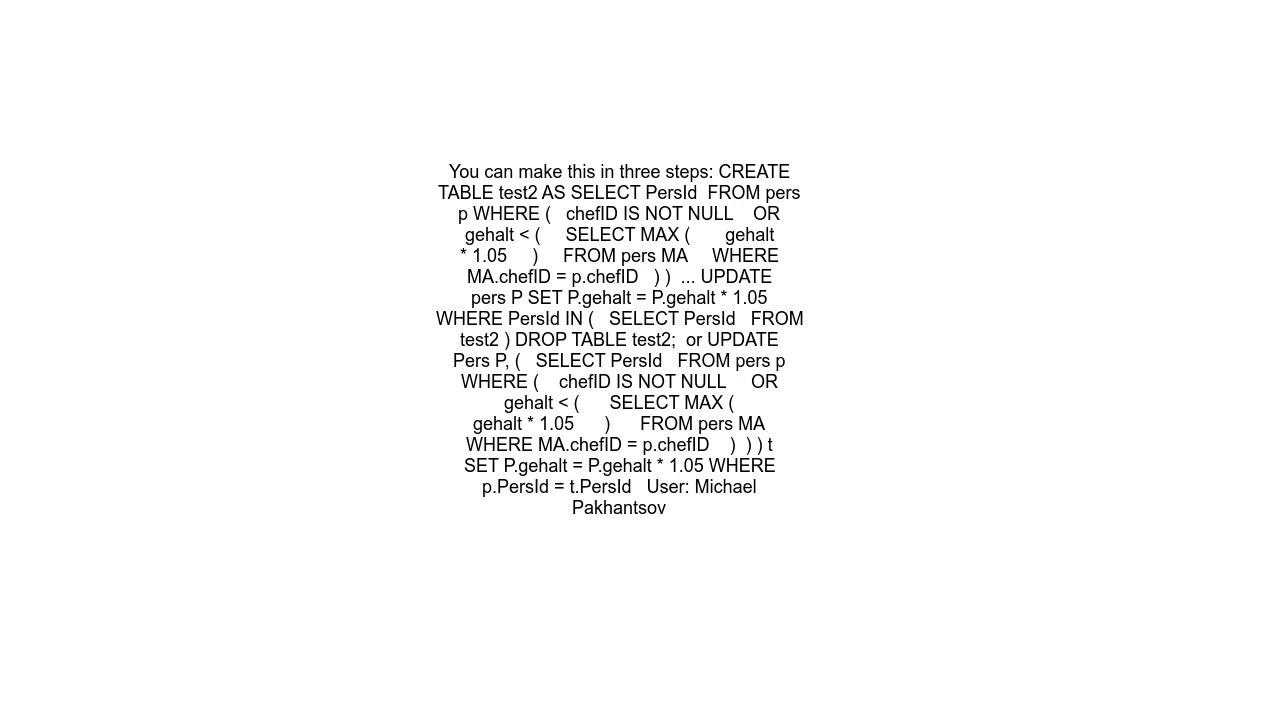 You can make this in three steps: CREATE
TABLE test2 AS SELECT PersId  FROM pers
p WHERE (   chefID IS NOT NULL    OR
gehalt < (     SELECT MAX (       gehalt
* 1.05     )     FROM pers MA     WHERE
MA.chefID = p.chefID   ) )  ... UPDATE
pers P SET P.gehalt = P.gehalt * 1.05
WHERE PersId IN (   SELECT PersId   FROM
test2 ) DROP TABLE test2;  or UPDATE
Pers P, (   SELECT PersId   FROM pers p
WHERE (    chefID IS NOT NULL     OR
gehalt < (      SELECT MAX (
gehalt * 1.05      )      FROM pers MA
WHERE MA.chefID = p.chefID    )  ) ) t
SET P.gehalt = P.gehalt * 1.05 WHERE
p.PersId = t.PersId   User: Michael
Pakhantsov